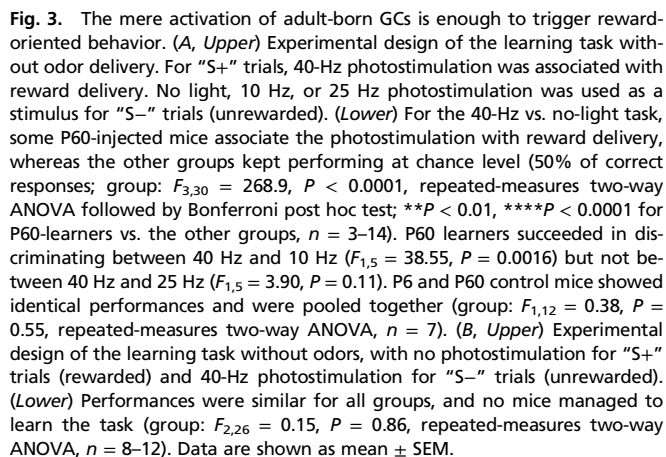 Fig. 3. The mere activation of adult-born GCs is enough to trigger reward-
oriented behavior. (A, Upper) Experimental design of the learning task with-
out odor delivery. For “S+” trials, 40-Hz photostimulation was associated with
reward delivery. No light, 10 Hz, or 25 Hz photostimulation was used as a
stimulus for “S−” trials (unrewarded). (Lower) For the 40-Hz vs. no-light task,
some P60-injected mice associate the photostimulation with reward delivery,
whereas the other groups kept performing at chance level (50% of correct
responses; group: F3,30 = 268.9, P < 0.0001, repeated-measures two-way
ANOVA followed by Bonferroni post hoc test; **P < 0.01, ****P < 0.0001 for
P60-learners vs. the other groups, n = 3–14). P60 learners succeeded in dis-
criminating between 40 Hz and 10 Hz (F1,5 = 38.55, P = 0.0016) but not be-
tween 40 Hz and 25 Hz (F1,5 = 3.90, P = 0.11). P6 and P60 control mice showed
identical performances and were pooled together (group: F1,12 = 0.38, P =
0.55, repeated-measures two-way ANOVA, n = 7). (B, Upper) Experimental
design of the learning task without odors, with no photostimulation for “S+”
trials (rewarded) and 40-Hz photostimulation for “S−” trials (unrewarded).
(Lower) Performances were similar for all groups, and no mice managed to
learn the task (group: F2,26 = 0.15, P = 0.86, repeated-measures two-way
ANOVA, n = 8–12). Data are shown as mean ± SEM.